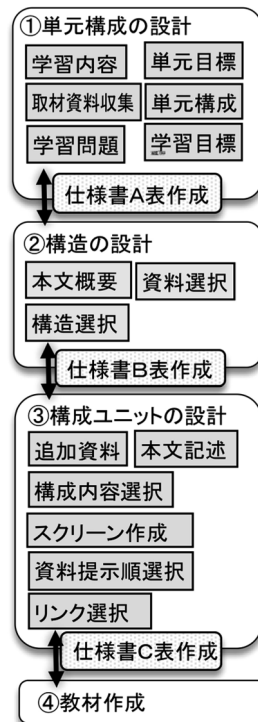 ①単元構成の設計
学習内容 単元目標
取材資料収集 単元構成
学習問題 学習目標
仕様書A表作成
②構造の設計
本文概要 資料選択
構造選択
仕様書B表作成
③構成ユニットの設計
追加資料 本文記述
構成内容選択
スクリーン作成
資料提示順選択
リンク選択
仕様書C表作成
④教材作成